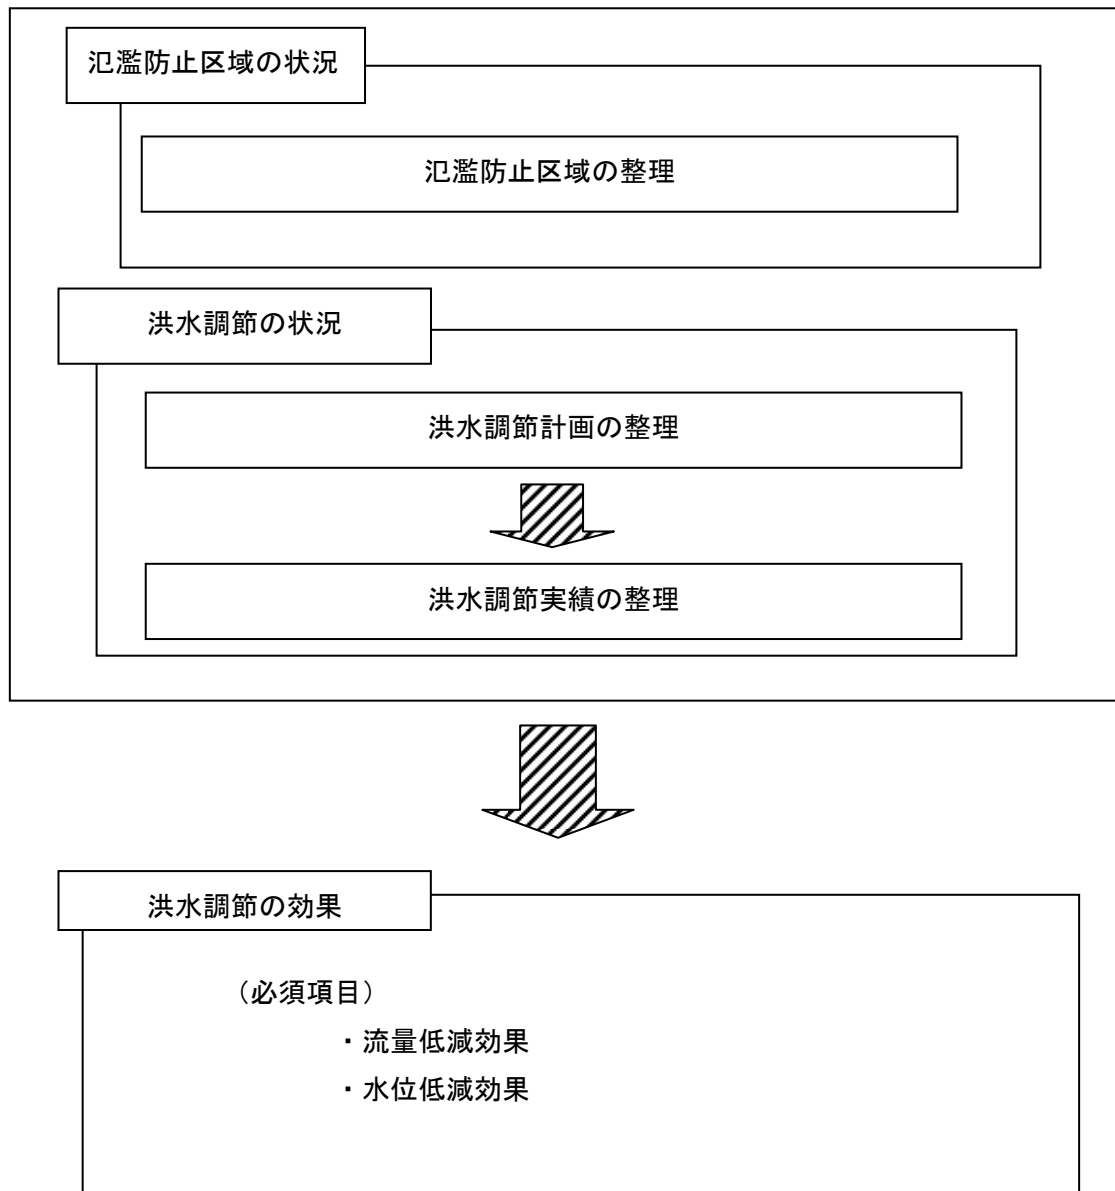 氾濫防止区域の状況
氾濫防止区域の整理
洪水調節の状況
洪水調節計画の整理
洪水調節実績の整理
洪水調節の効果
（必須項目）
・流量低減効果
・水位低減効果